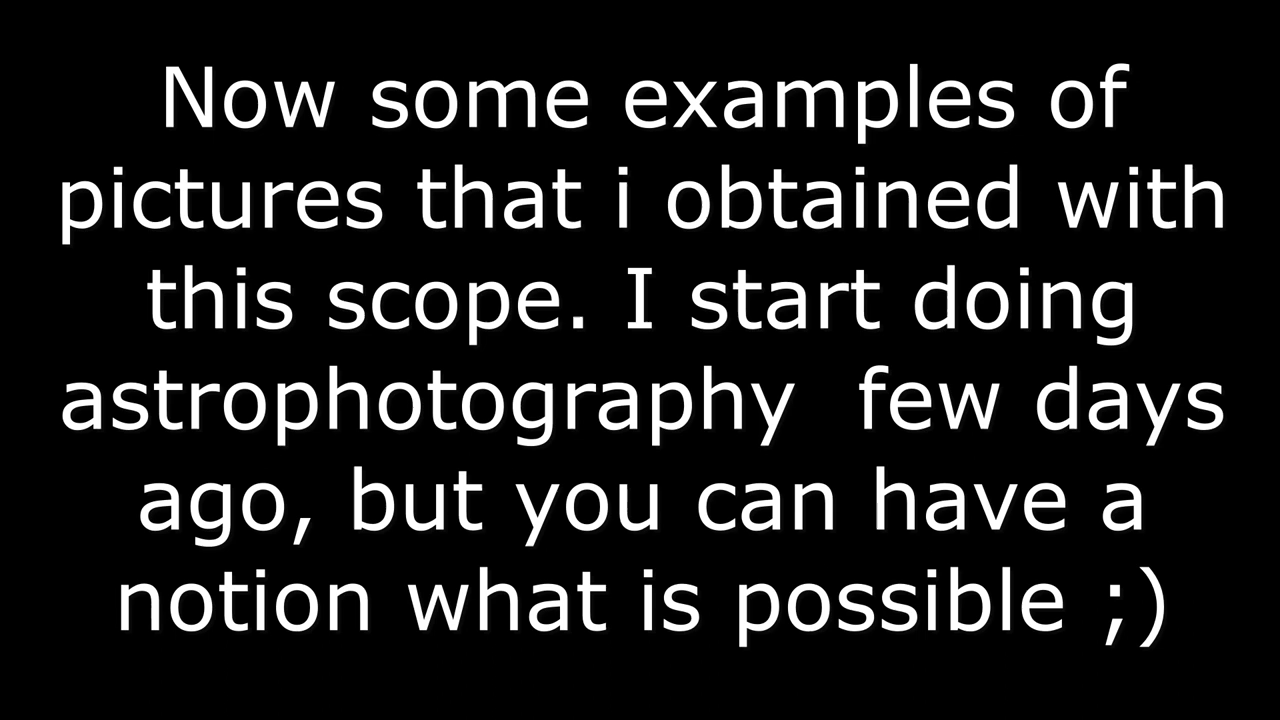 Now some examples of
pictures that i obtained with
this scope. I start doing
astrophotography  few days
ago, but you can have a
notion what is possible ;)